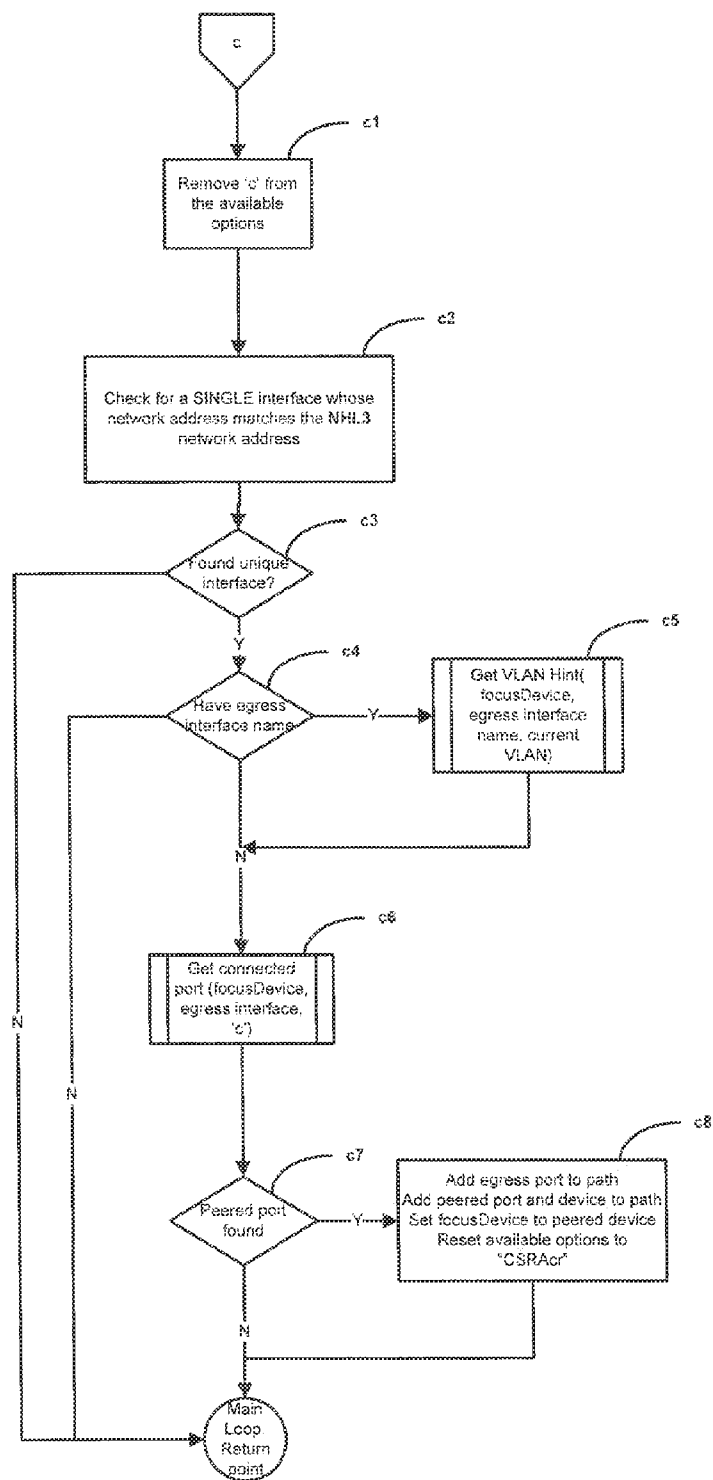 c
c1
Remove 'c' from
the available
options
c2
Check for a SINGLE interface whose
network address matches the NHL3
network address
c3
Found unique
interface?
Y
c4
Have egress
interface name
Y
c5
Get VLAN Hint(
focusDevice,
egress interface
name, current
VLAN)
N
c6
Get connected
port (focusDevice,
egress interface,
'c')
N
N
c7
Peered port
found
Y
c8
Add egress port to path
Add peered port and device to path
Set focusDevice to peered device
Reset available options to
"CSRAcr"
N
Main
Loop
Return
point